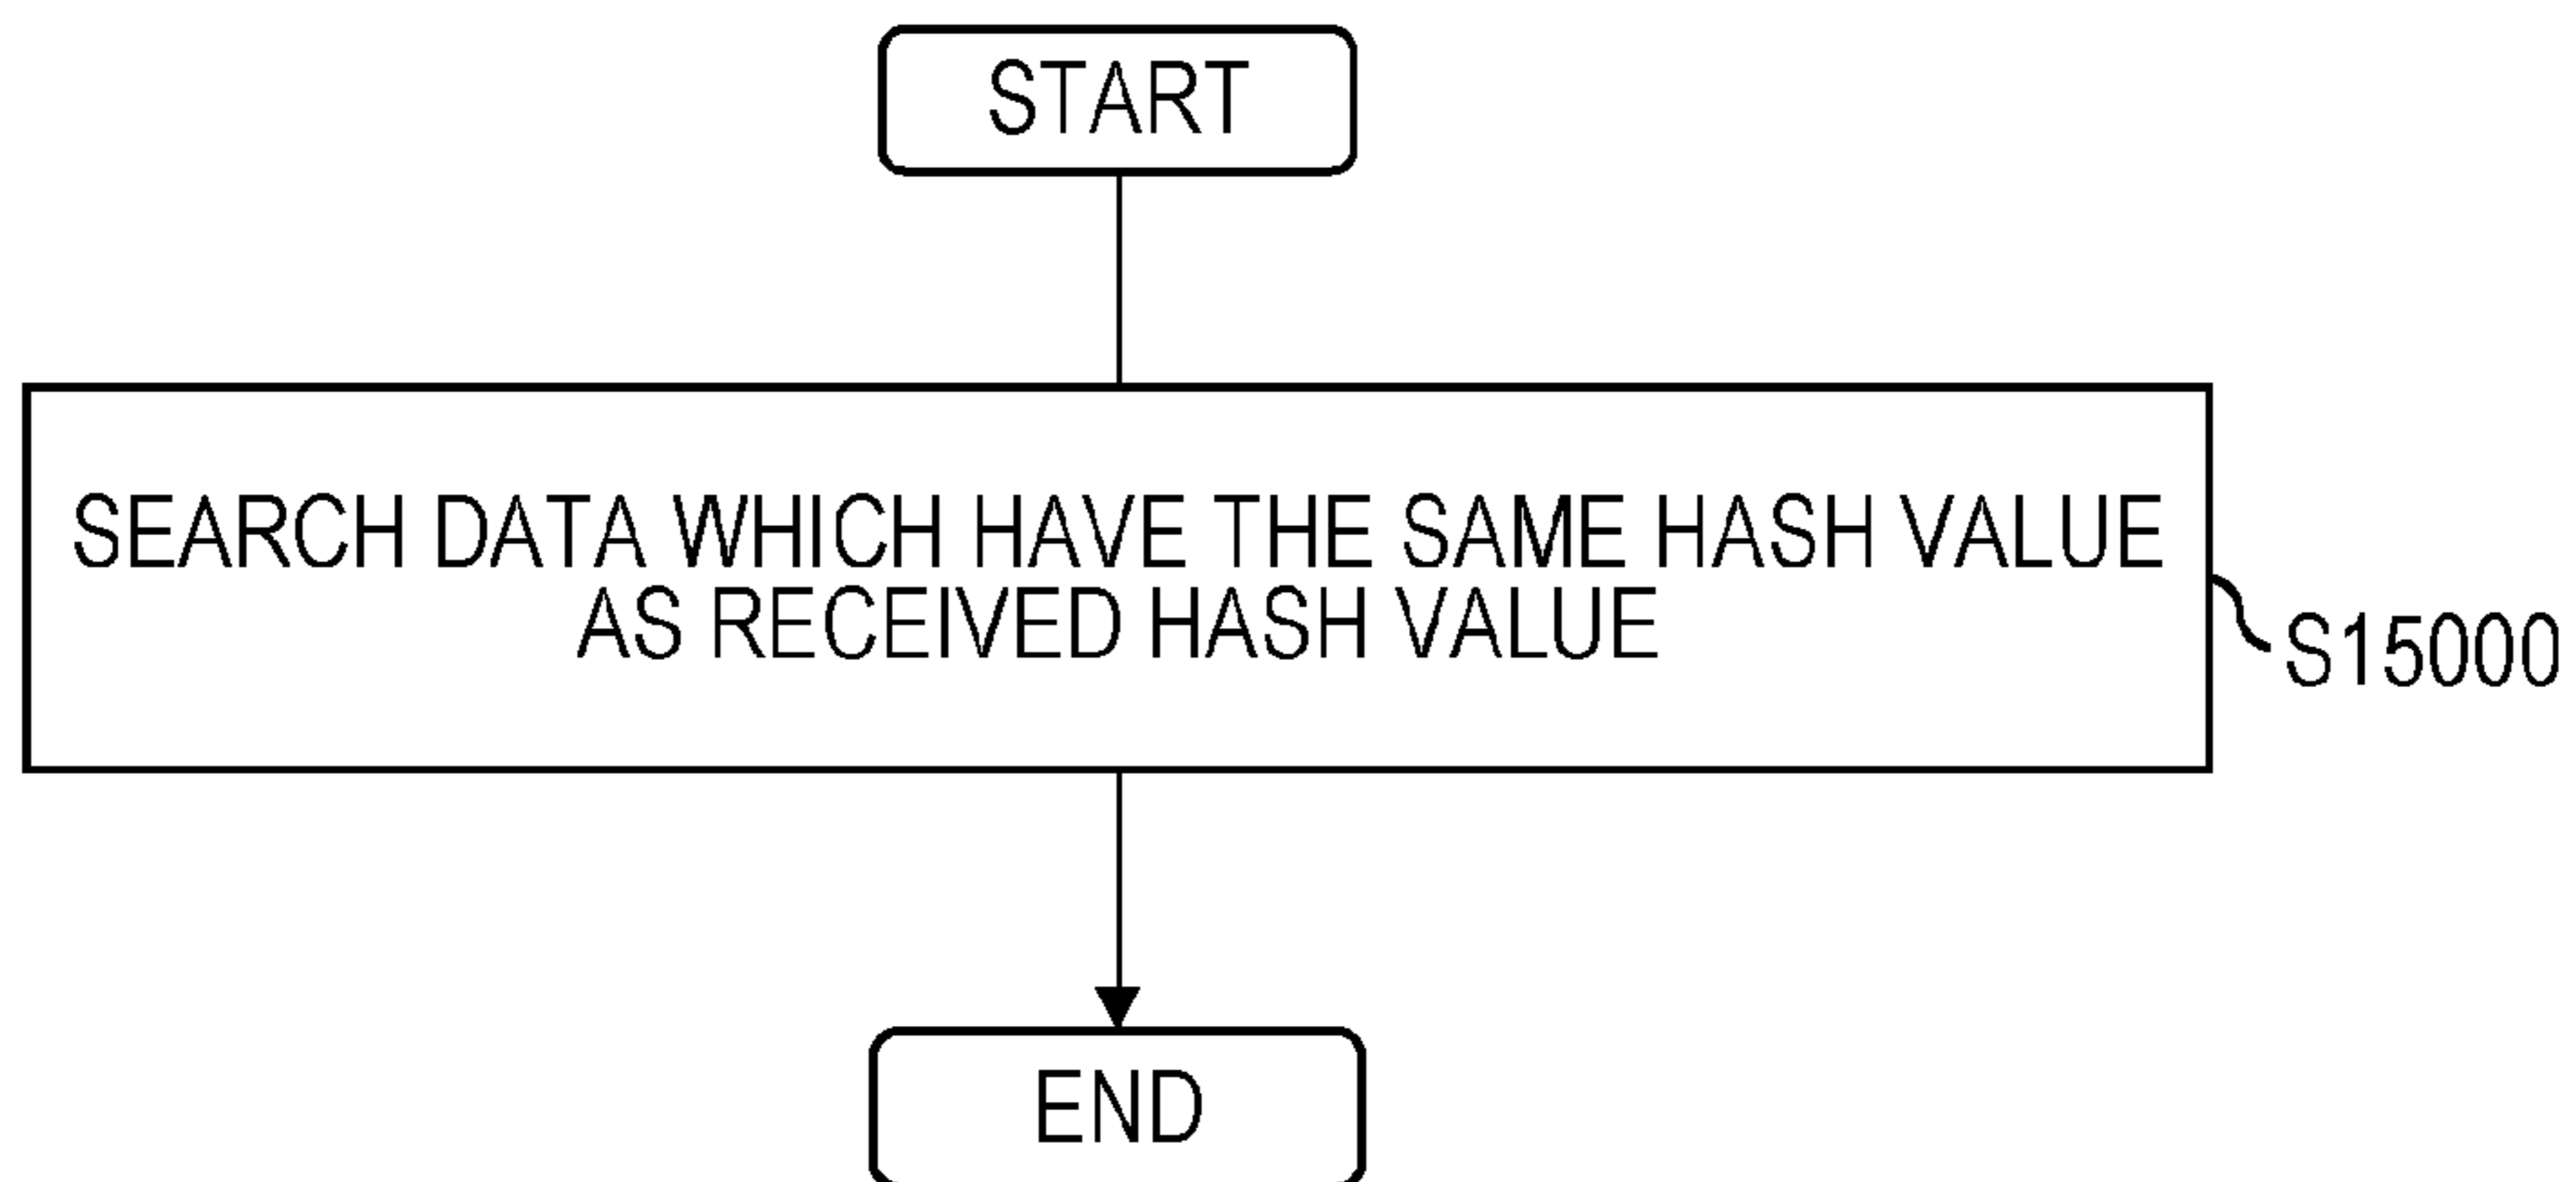 START
SEARCH DATA WHICH HAVE THE SAME HASH VALUE
AS RECEIVED HASH VALUE
S15000
END